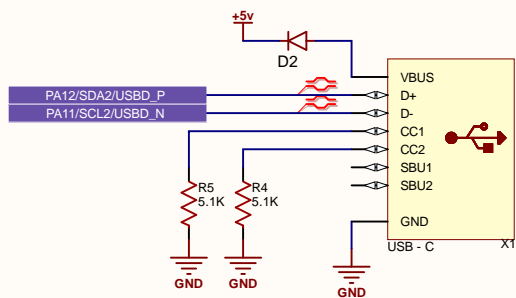 +5v
D2
VBUS
PA12/SDA2/USBD_P
D+
PA11/SCL2/USBD_N
D-
CC1
CC2
SBU1
SBU2
R5
5.1K
R4
5.1K
GND
USB - C
X1
GND
GND
GND